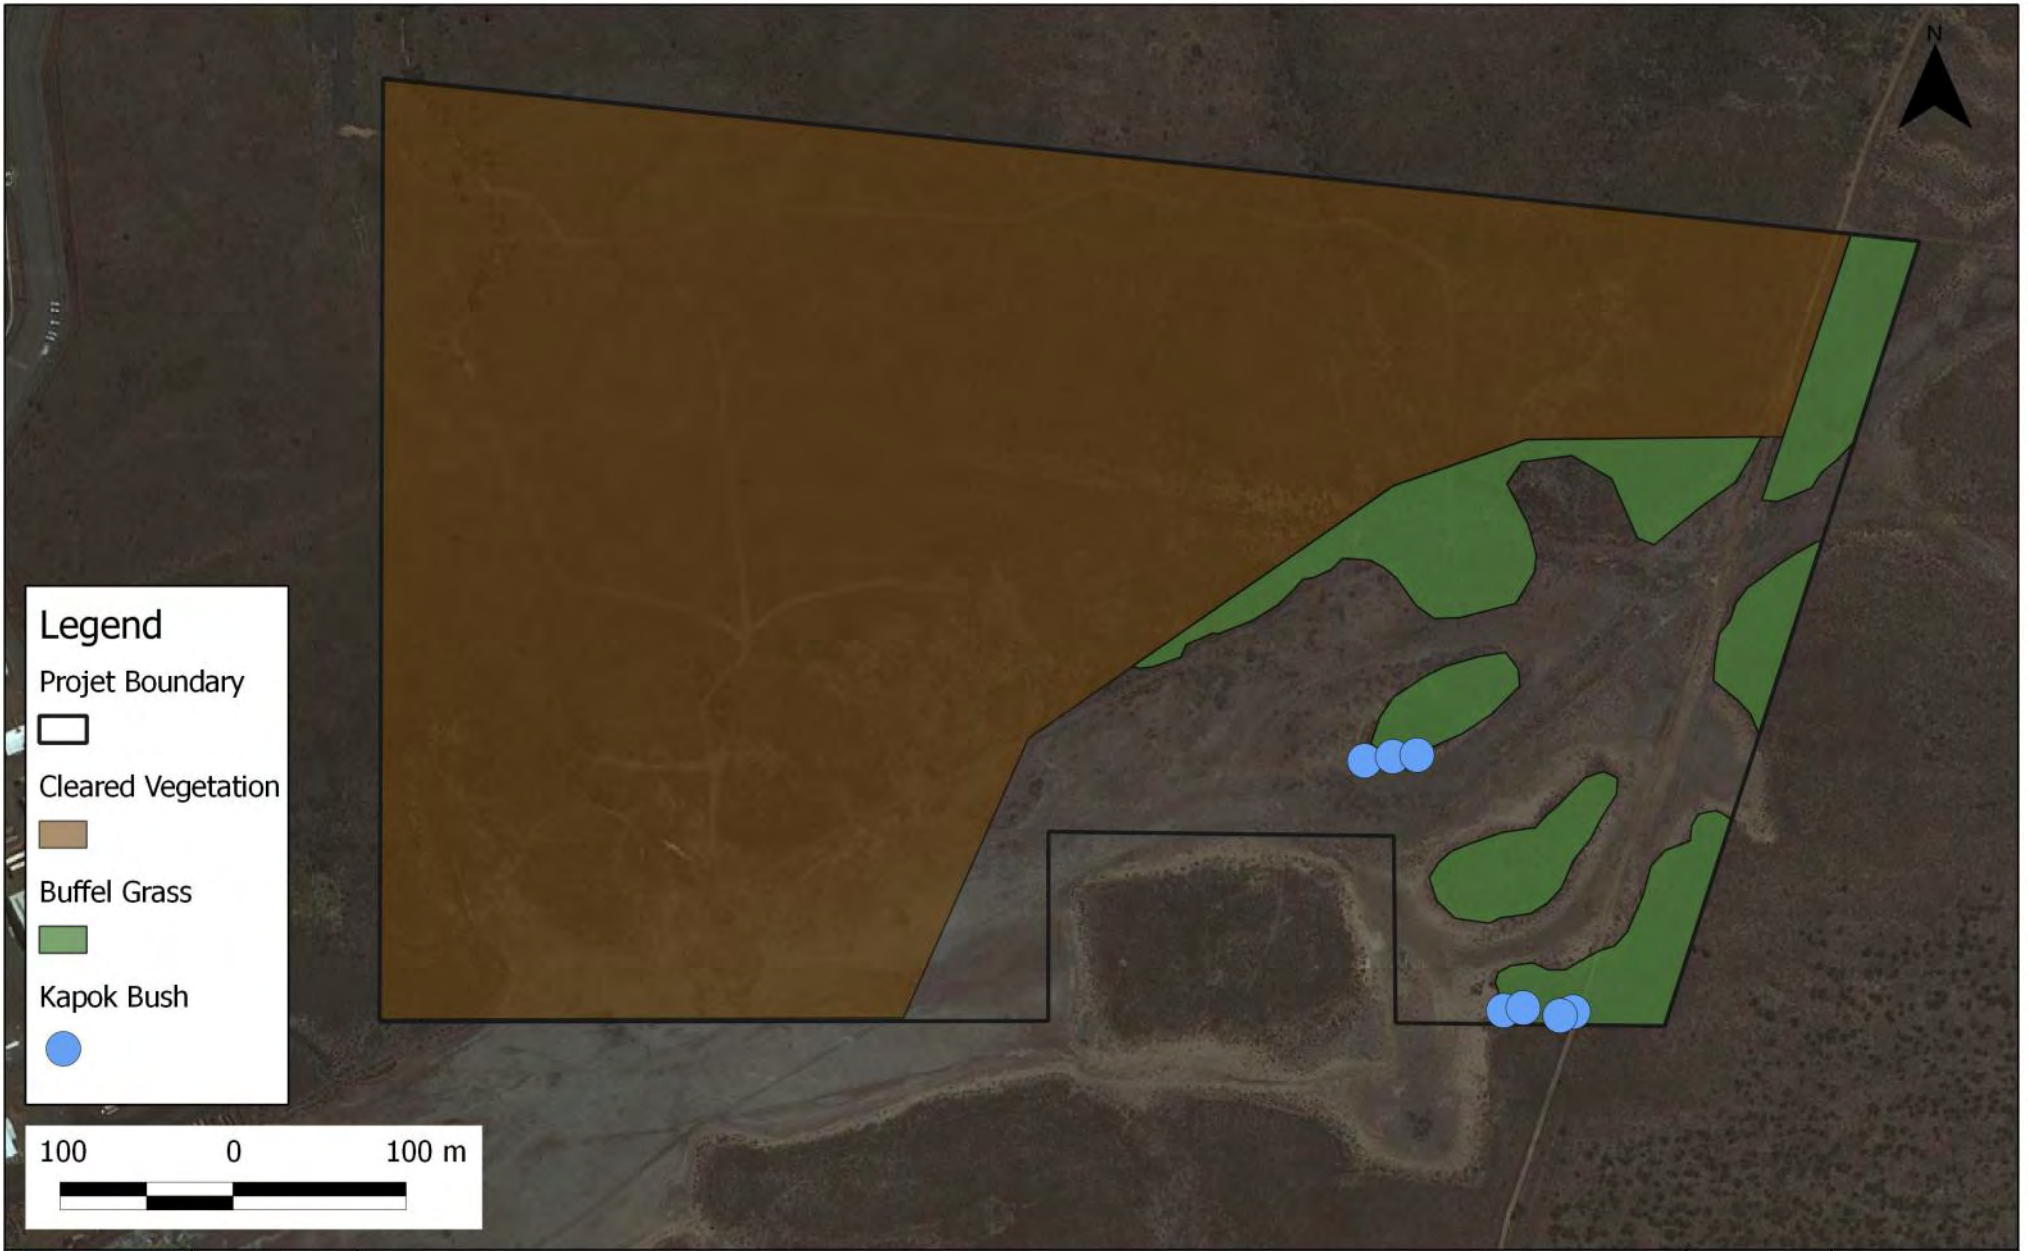 N
Legend
Projet Boundary
Cleared Vegetation
Buffel Grass
Kapok Bush
100 0 100 m